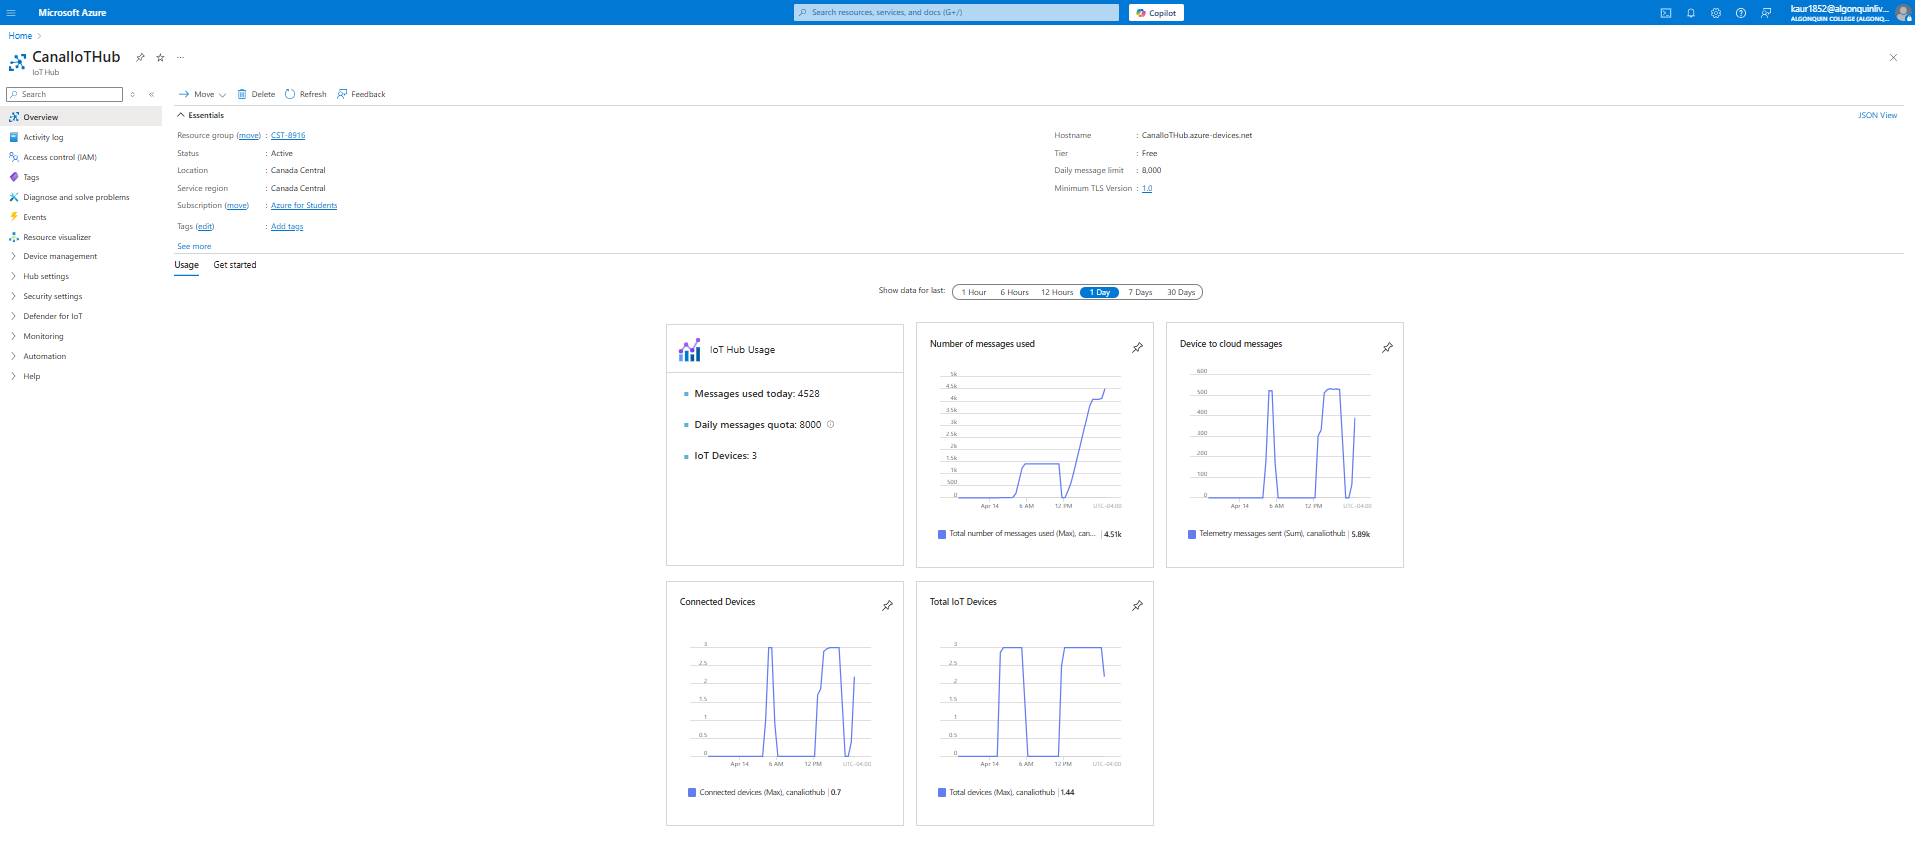 Microsoft Azure
Search resources, services, and docs (G+/)
Copilot
kaur1852@algonquinliv...
ALGONQUIN COLLEGE (ALGONQ...
Home
CanalIoTHub
IoT Hub
Search
Move
Delete
Refresh
Feedback
Overview
Activity log
Access control (IAM)
Tags
Diagnose and solve problems
Events
Resource visualizer
Device management
Hub settings
Security settings
Defender for IoT
Monitoring
Automation
Help
Essentials
JSON View
Resource group (move) : CST-8916
Status : Active
Location : Canada Central
Service region : Canada Central
Subscription (move) : Azure for Students
Tags (edit) : Add tags
See more
Hostname : CanalIoTHub.azure-devices.net
Tier : Free
Daily message limit : 8,000
Minimum TLS Version : 1.0
Usage Get started
Show data for last: 1 Hour 6 Hours 12 Hours 1 Day 7 Days 30 Days
IoT Hub Usage
Messages used today: 4528
Daily messages quota: 8000
IoT Devices: 3
Number of messages used
5k
4.5k
4k
3.5k
3k
2.5k
2k
1.5k
1k
500
0
Apr 14 6 AM 12 PM UTC-04:00
Total number of messages used (Max), can... 4.51k
Device to cloud messages
600
500
400
300
200
100
0
Apr 14 6 AM 12 PM UTC-04:00
Telemetry messages sent (Sum), canaliothub 5.89k
Connected Devices
3
2.5
2
1.5
1
0.5
0
Apr 14 6 AM 12 PM UTC-04:00
Connected devices (Max), canaliothub 0.7
Total IoT Devices
3
2.5
2
1.5
1
0.5
0
Apr 14 6 AM 12 PM UTC-04:00
Total devices (Max), canaliothub 1.44